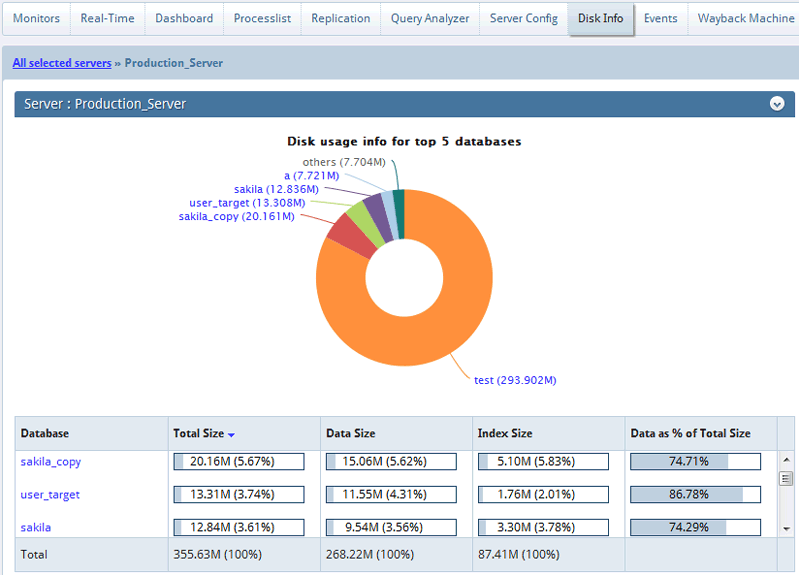 Monitors Real-Time Dashboard Processlist Replication Query Analyzer Server Config Disk Info Events Wayback Machine
All selected servers » Production_Server
Server : Production_Server
Disk usage info for top 5 databases
others (7.704M)
a (7.721M)
sakila (12.836M)
user_target (13.308M)
sakila_copy (20.161M)
test (293.902M)
Database Total Size Data Size Index Size Data as % of Total Size
sakila_copy 20.16M (5.67%) 15.06M (5.62%) 5.10M (5.83%) 74.71%
user_target 13.31M (3.74%) 11.55M (4.31%) 1.76M (2.01%) 86.78%
sakila 12.84M (3.61%) 9.54M (3.56%) 3.30M (3.78%) 74.29%
Total 355.63M (100%) 268.22M (100%) 87.41M (100%)